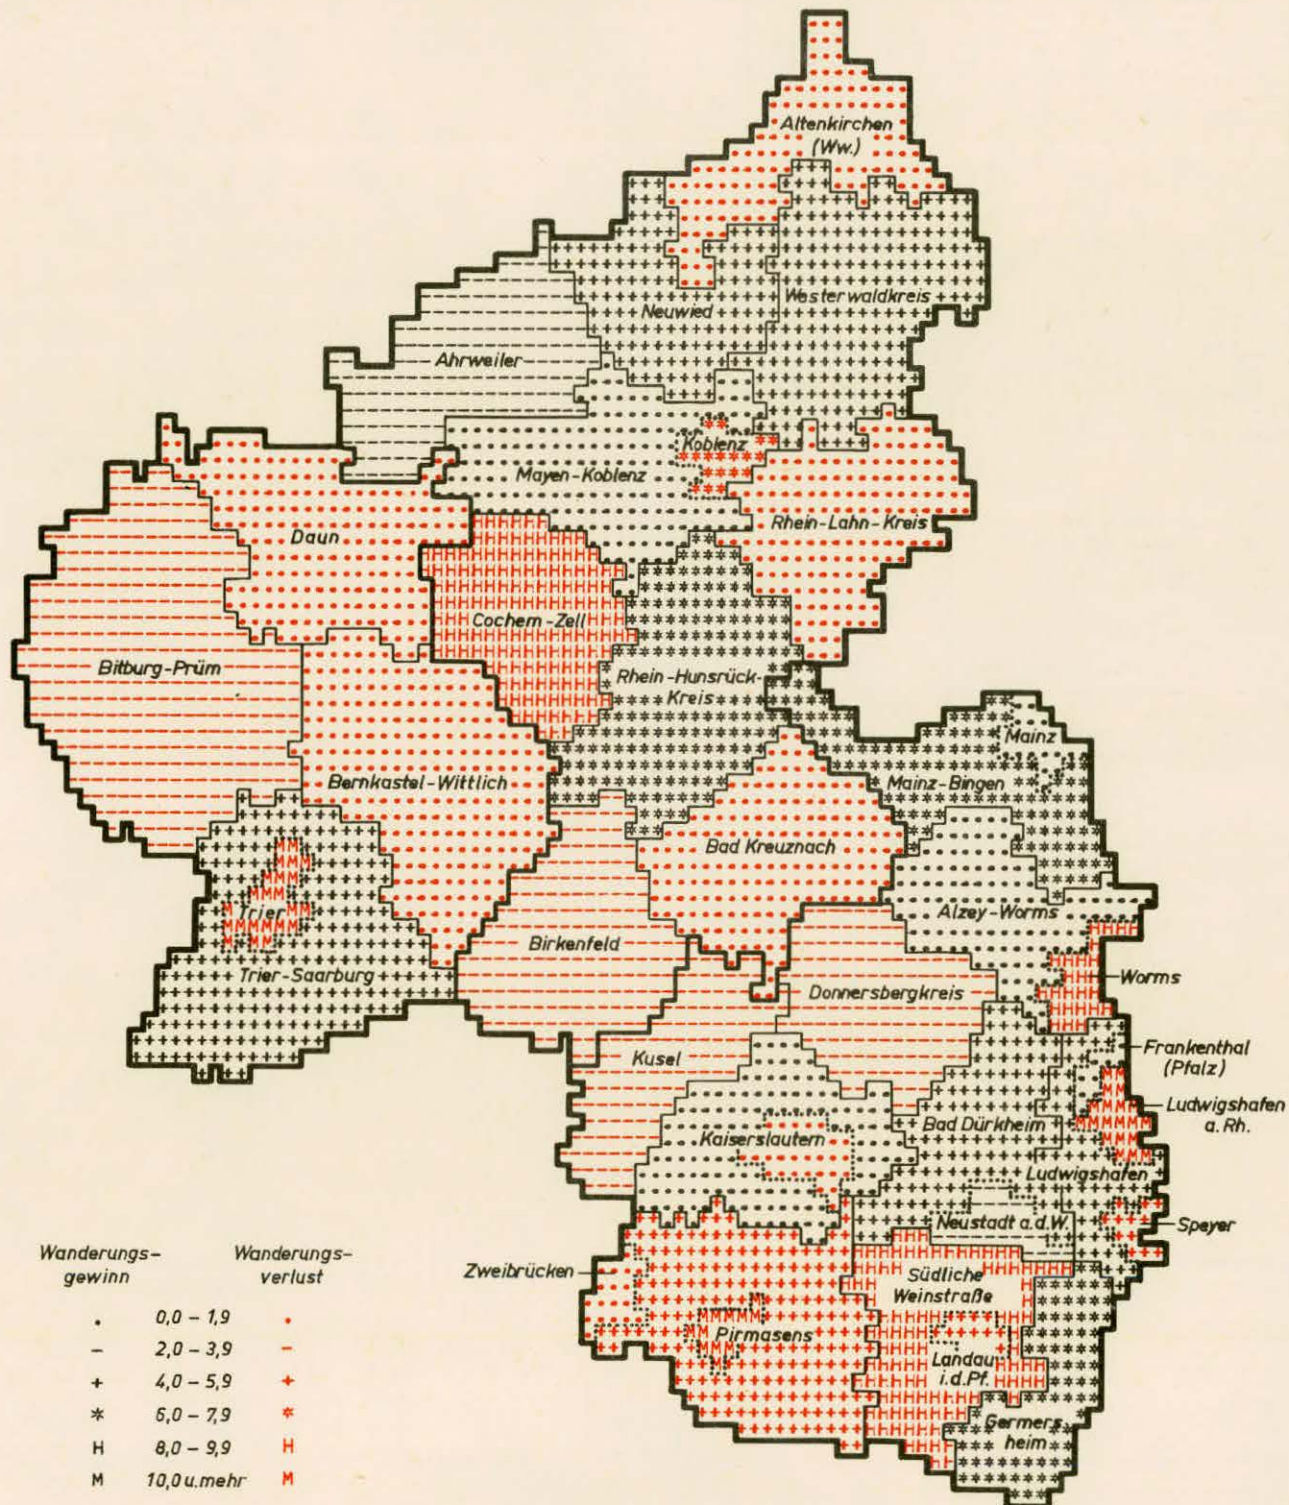 Altenkirchen
(Ww.)
Westerwaldkreis
Neuwied
Ahrweiler
Koblenz
Mayen-Koblenz
Rhein-Lahn-Kreis
Daun
Cochem-Zell
Bitburg-Prüm
Rhein-Hunsrück-
Kreis
Mainz
Bernkastel-Wittlich
Mainz-Bingen
Bad Kreuznach
Trier
Alzey-Worms
Birkenfeld
Trier-Saarburg
Worms
Donnersbergkreis
Frankenthal
(Pfalz)
Kusel
Ludwigshafen
a. Rh.
Bad Dürkheim
Kaiserslautern
Ludwigshafen
Neustadt a.d.W.
Speyer
Zweibrücken
Südliche
Weinstraße
Pirmasens
Landau
i.d.Pf.
Germers-
heim
Wanderungs- Wanderungs-
gewinn verlust
. 0,0 – 1,9 .
– 2,0 – 3,9 –
+ 4,0 – 5,9 +
* 6,0 – 7,9 *
H 8,0 – 9,9 H
M 10,0 u.mehr M